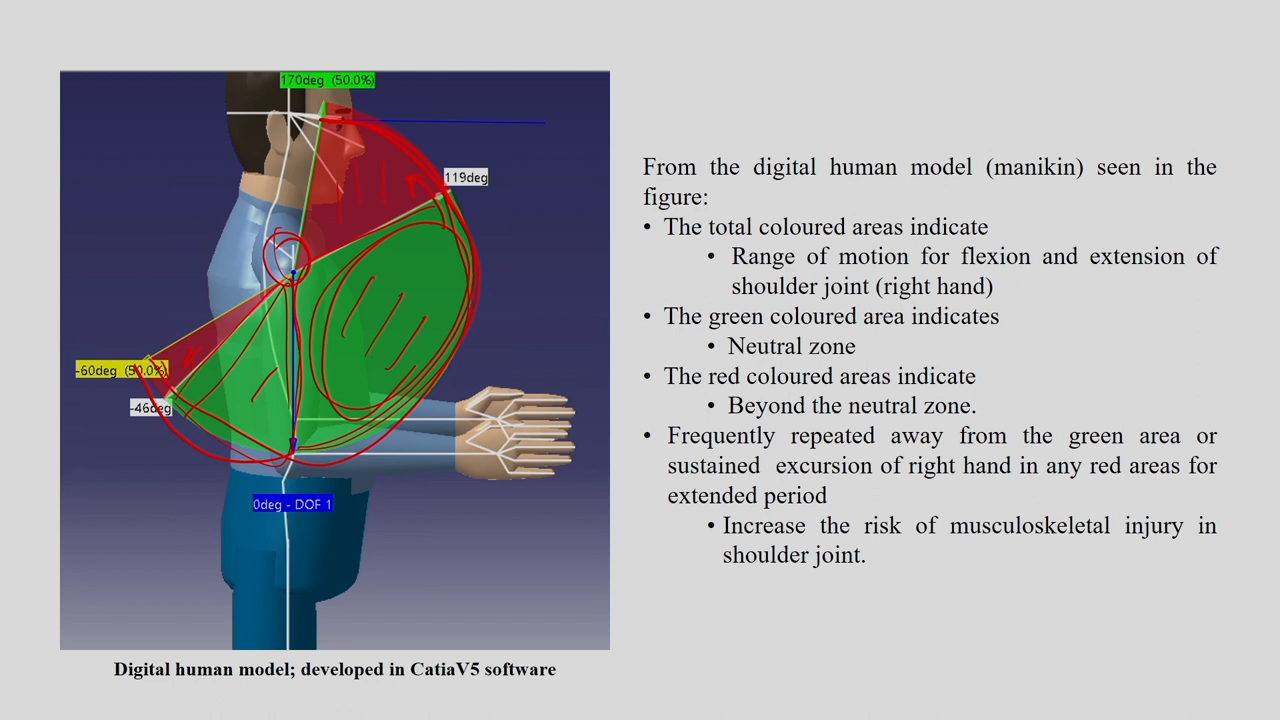 170deg (50.0%)
119deg
-60deg (50.0%)
-46deg
0deg - DOF 1
Digital human model; developed in CatiaV5 software
From the digital human model (manikin) seen in the
figure:
• The total coloured areas indicate
• Range of motion for flexion and extension of
shoulder joint (right hand)
• The green coloured area indicates
• Neutral zone
• The red coloured areas indicate
• Beyond the neutral zone.
• Frequently repeated away from the green area or
sustained excursion of right hand in any red areas for
extended period
• Increase the risk of musculoskeletal injury in
shoulder joint.